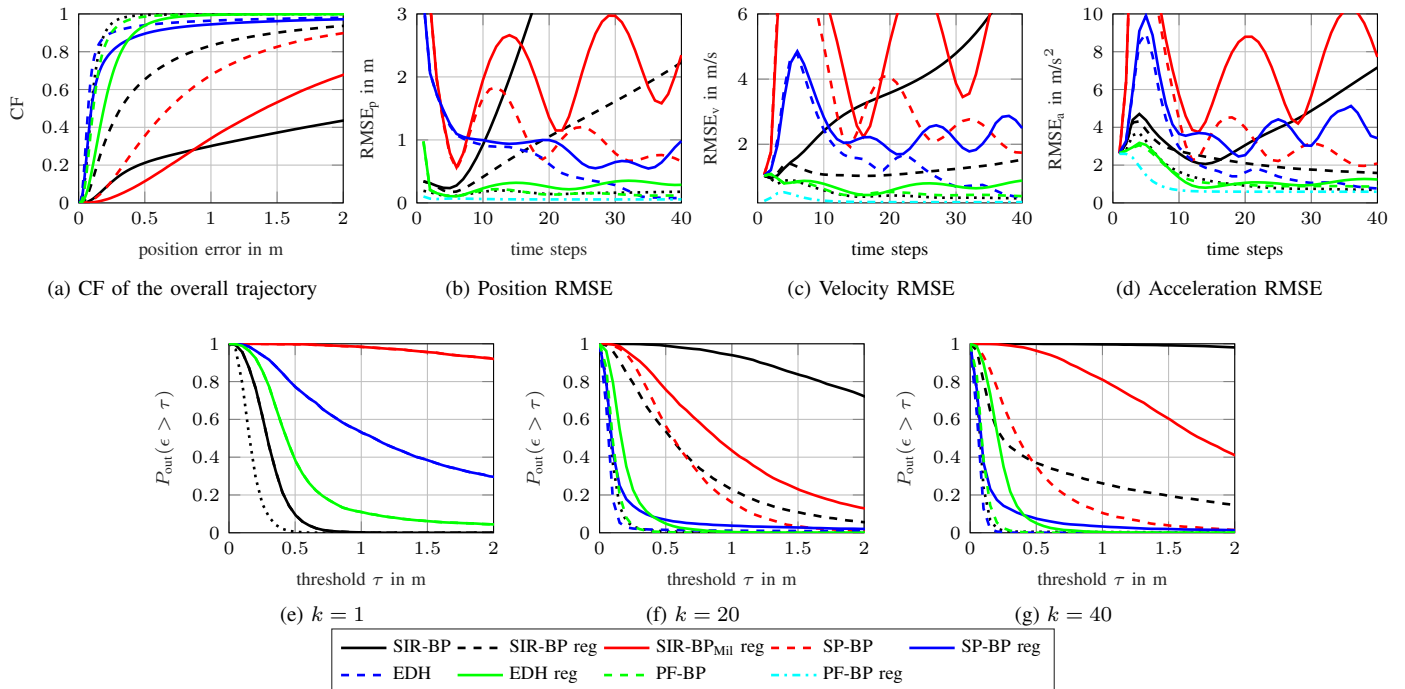 CF
1
0.8
0.6
0.4
0.2
0
0 0.5 1 1.5 2
position error in m
(a) CF of the overall trajectory
RMSE_p in m
3
2
1
0
0 10 20 30 40
time steps
(b) Position RMSE
RMSE_v in m/s
6
4
2
0 10 20 30 40
time steps
(c) Velocity RMSE
RMSE_a in m/s²
10
8
6
4
2
0
0 10 20 30 40
time steps
(d) Acceleration RMSE
P_out(ϵ > τ)
1
0.8
0.6
0.4
0.2
0
0 0.5 1 1.5 2
threshold τ in m
(e) k = 1
P_out(ϵ > τ)
1
0.8
0.6
0.4
0.2
0
0 0.5 1 1.5 2
threshold τ in m
(f) k = 20
P_out(ϵ > τ)
1
0.8
0.6
0.4
0.2
0
0 0.5 1 1.5 2
threshold τ in m
(g) k = 40
SIR-BP SIR-BP reg SIR-BP_Mil reg SP-BP SP-BP reg
EDH EDH reg PF-BP PF-BP reg